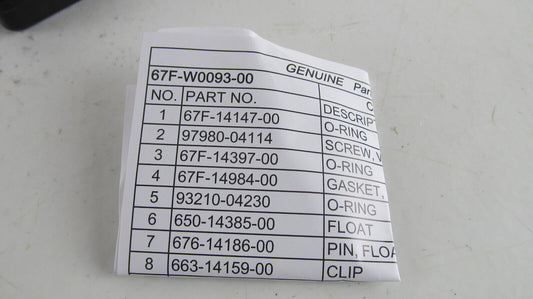 GENUINE Par
67F-W0093-00
NO. PART NO. DESCRIPT
1 67F-14147-00 O-RING
2 97980-04114 SCREW,
3 67F-14397-00 O-RING
4 67F-14984-00 GASKET,
5 93210-04230 O-RING
6 650-14385-00 FLOAT
7 676-14186-00 PIN, FLOA
8 663-14159-00 CLIP